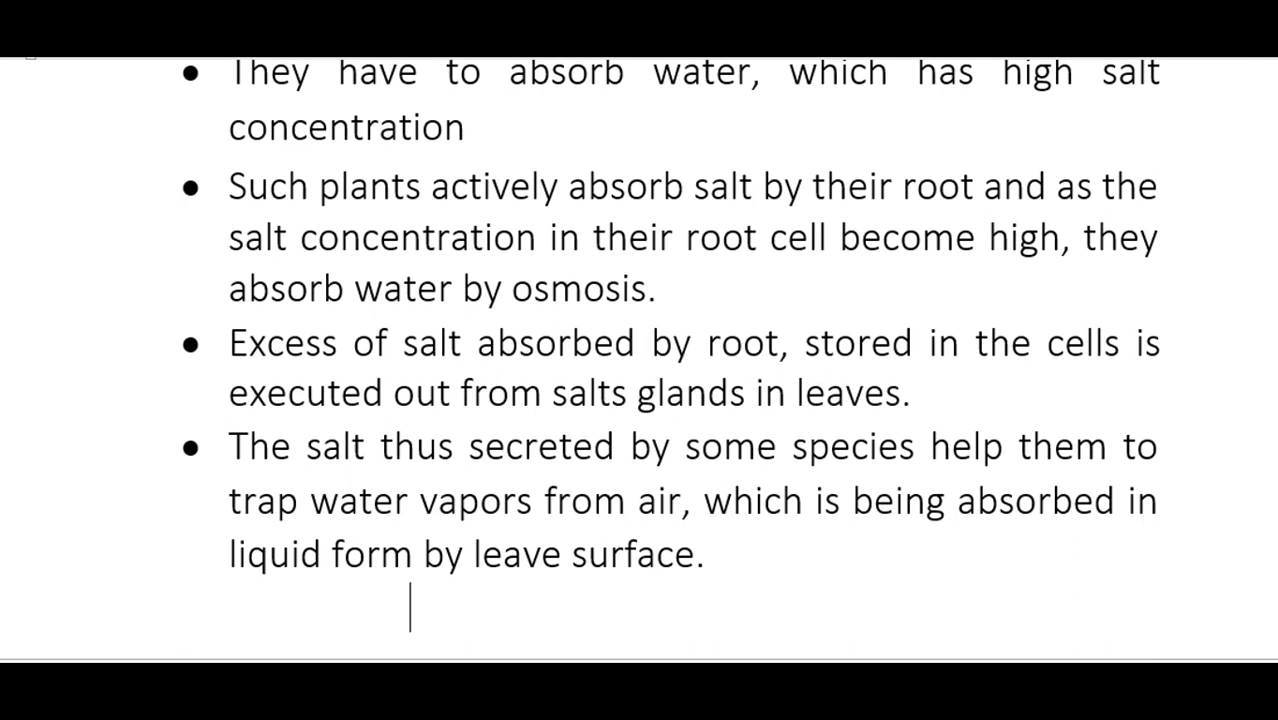 • They have to absorb water, which has high salt
concentration
• Such plants actively absorb salt by their root and as the
salt concentration in their root cell become high, they
absorb water by osmosis.
• Excess of salt absorbed by root, stored in the cells is
executed out from salts glands in leaves.
• The salt thus secreted by some species help them to
trap water vapors from air, which is being absorbed in
liquid form by leave surface.